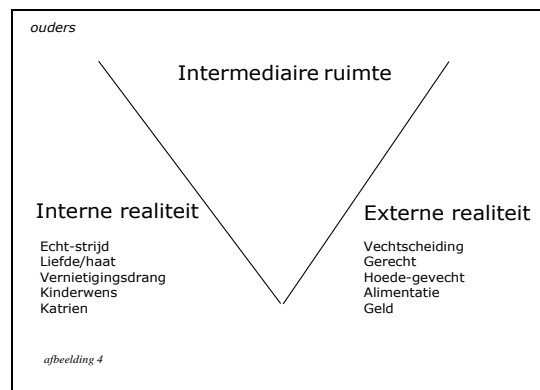 ouders
Intermediaire ruimte
Interne realiteit
Echt-strijd
Liefde/haat
Vernietigingsdrang
Kinderwens
Katrien
Externe realiteit
Vechtscheiding
Gerecht
Hoede-gevecht
Alimentatie
Geld
afbeelding 4